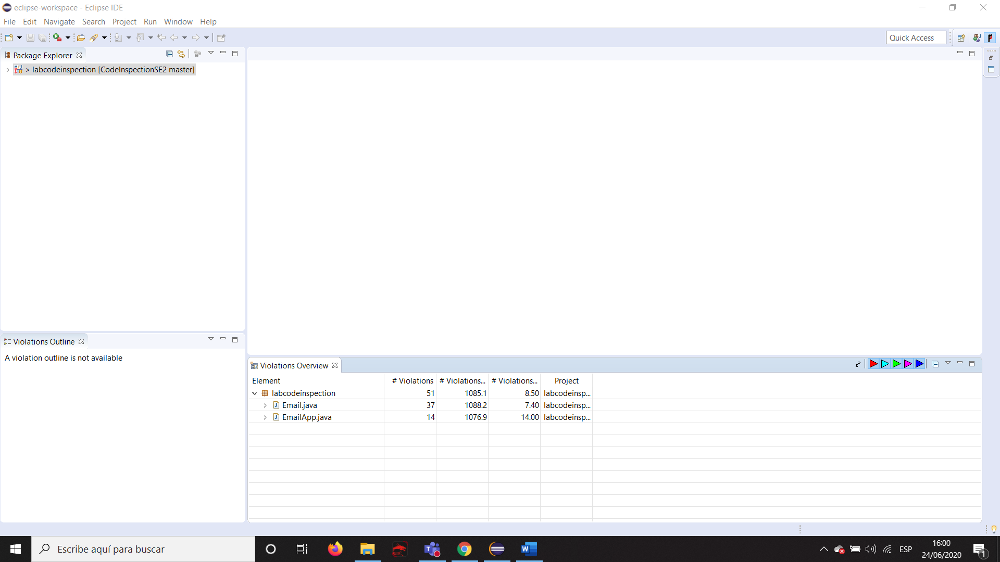 eclipse-workspace - Eclipse IDE
File Edit Navigate Search Project Run Window Help
Quick Access
Package Explorer
> labcodeinspection [CodeInspectionSE2 master]
Violations Outline
A violation outline is not available
Violations Overview
Element # Violations # Violations... # Violations... Project
labcodeinspection 51 1085.1 8.50 labcodeinsp...
Email.java 37 1088.2 7.40 labcodeinsp...
EmailApp.java 14 1076.9 14.00 labcodeinsp...
Escribe aquí para buscar
ESP
16:00
24/06/2020
1